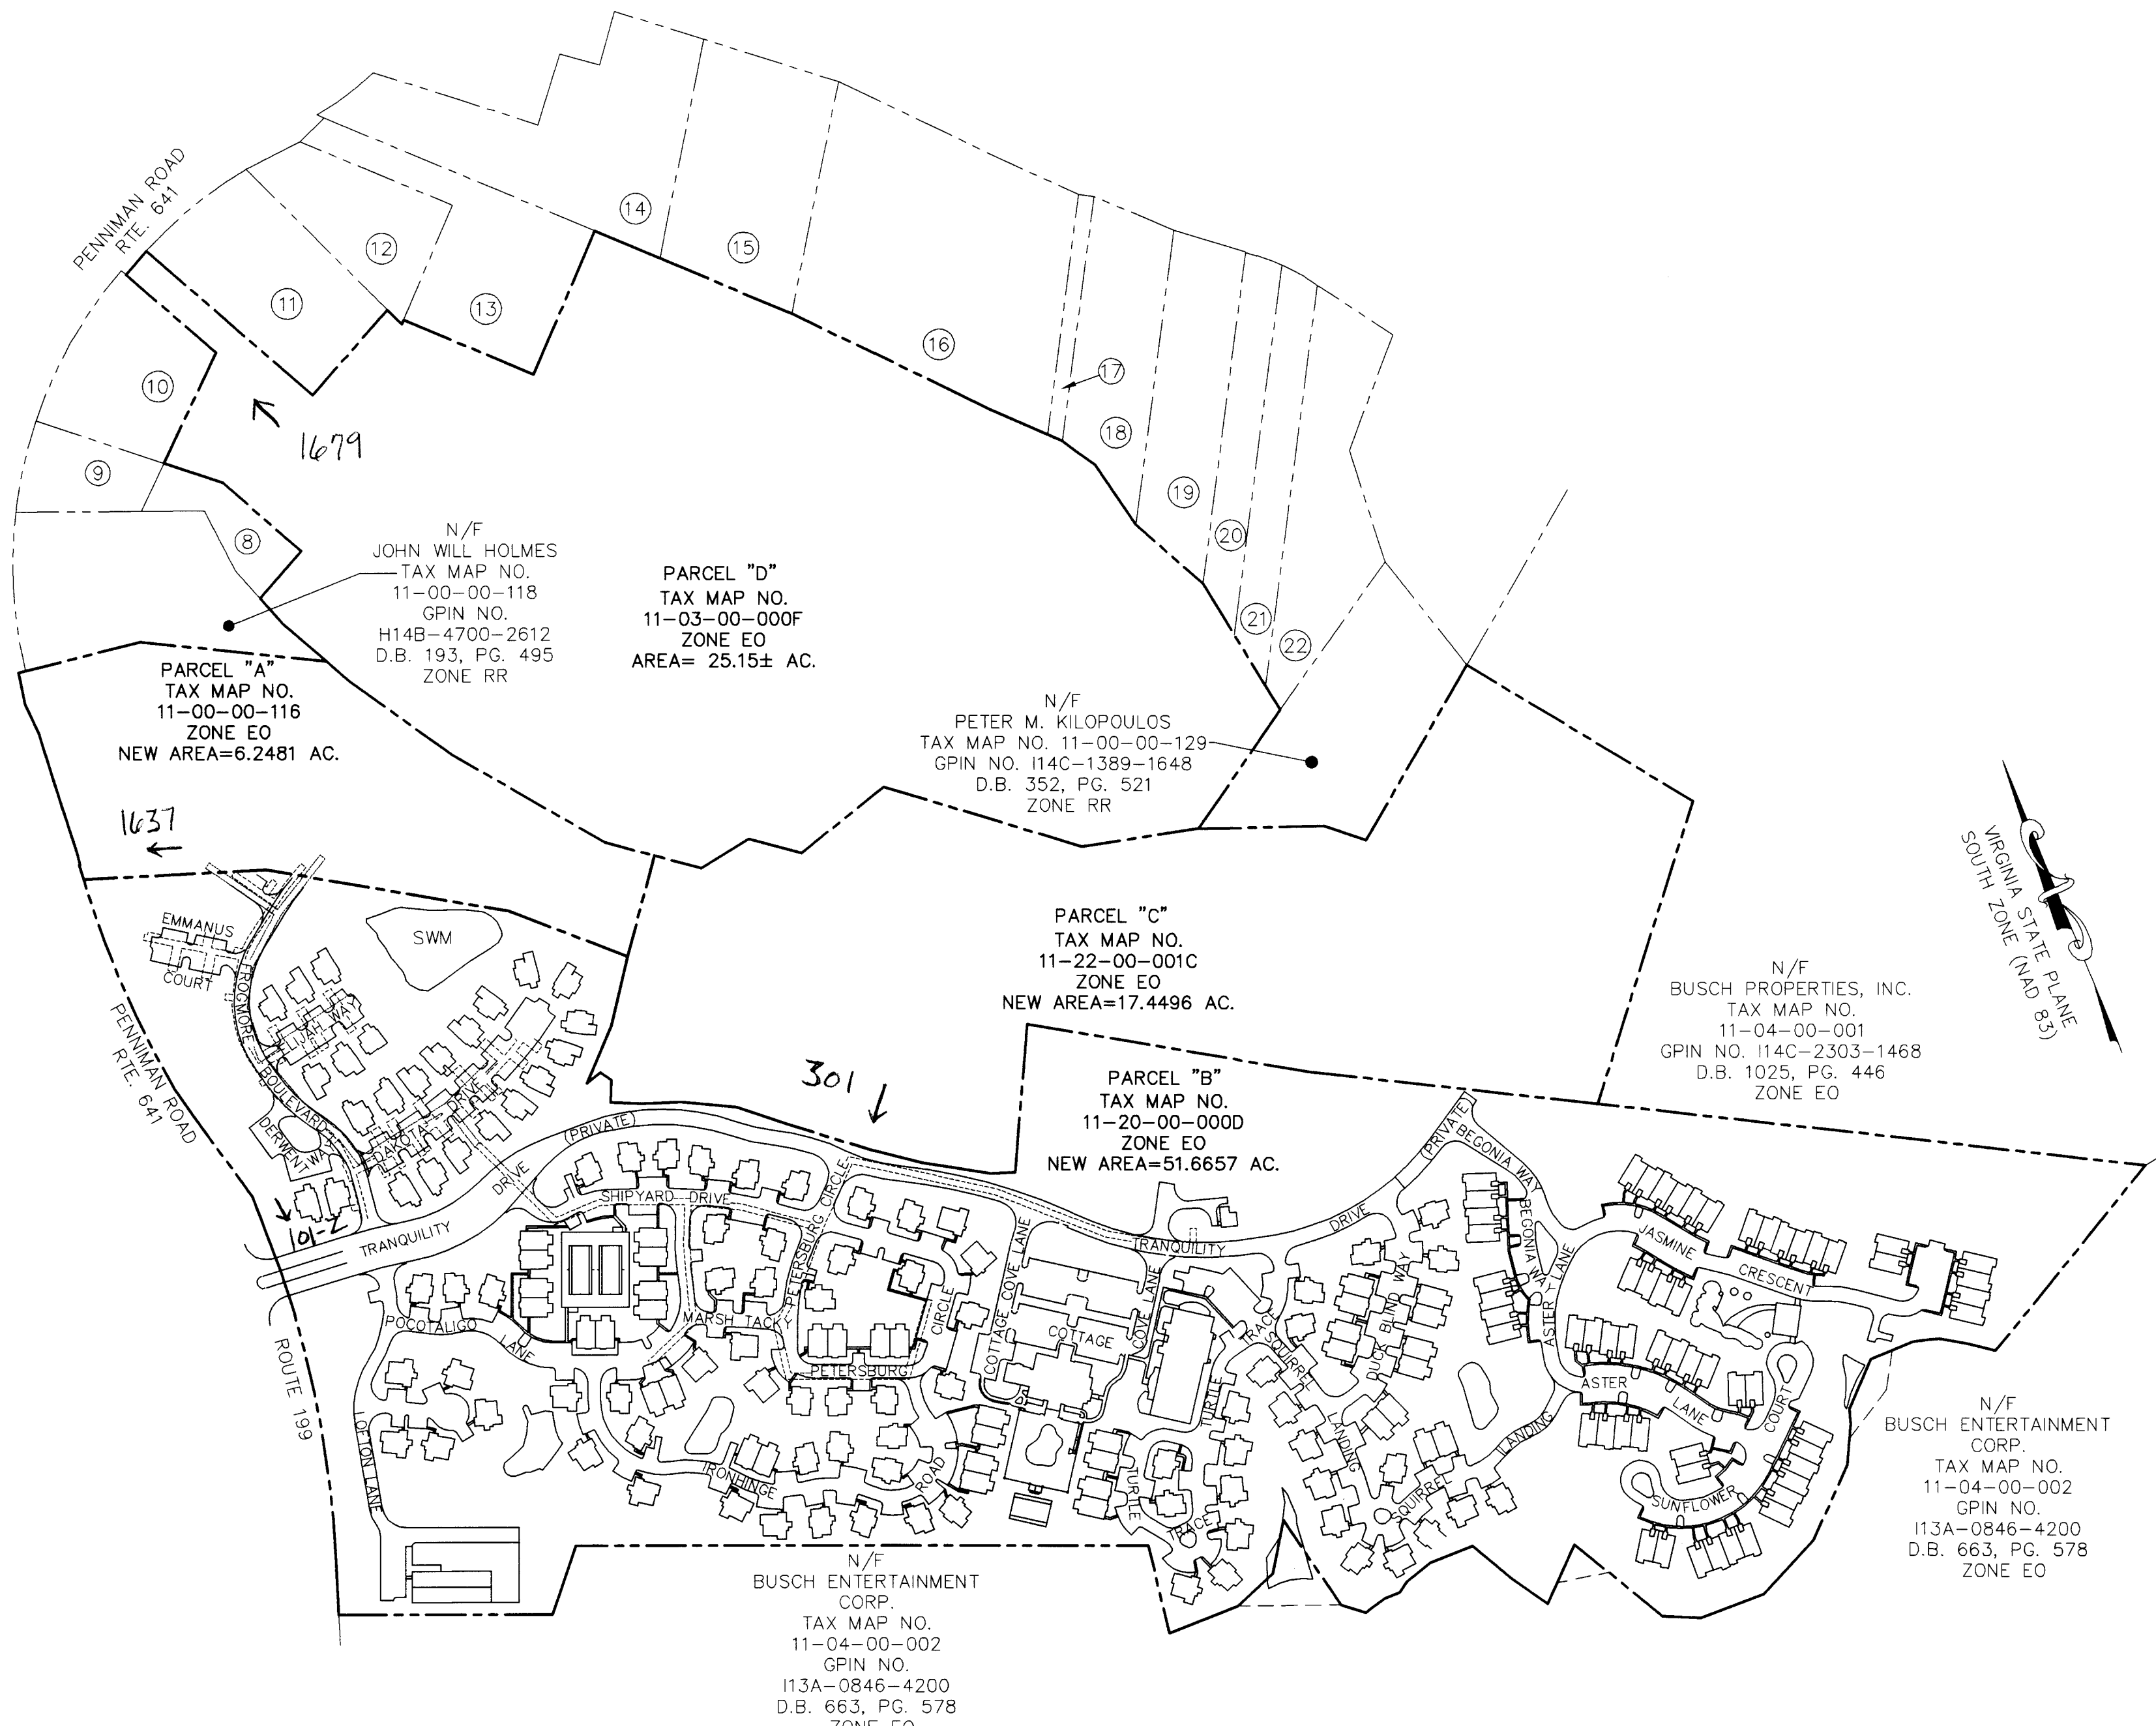 PENNIMAN ROAD
RTE. 641
14
15
12
11
13
16
17
10
18
1679
9
19
20
8
N/F
JOHN WILL HOLMES
TAX MAP NO.
11-00-00-118
GPIN NO.
H14B-4700-2612
D.B. 193, PG. 495
ZONE RR
PARCEL "D"
TAX MAP NO.
11-03-00-000F
ZONE EO
AREA= 25.15± AC.
21
22
PARCEL "A"
TAX MAP NO.
11-00-00-116
ZONE EO
NEW AREA=6.2481 AC.
N/F
PETER M. KILOPOULOS
TAX MAP NO. 11-00-00-129
GPIN NO. I14C-1389-1648
D.B. 352, PG. 521
ZONE RR
1637
VIRGINIA STATE PLANE
SOUTH ZONE (NAD 83)
EMMANUS
COURT
SWM
FROGMORE
BOULEVARD
PARCEL "C"
TAX MAP NO.
11-22-00-001C
ZONE EO
NEW AREA=17.4496 AC.
N/F
BUSCH PROPERTIES, INC.
TAX MAP NO.
11-04-00-001
GPIN NO. I14C-2303-1468
D.B. 1025, PG. 446
ZONE EO
PENNIMAN ROAD
RTE. 641
DAKOTA DRIVE
301
PARCEL "B"
TAX MAP NO.
11-20-00-000D
ZONE EO
NEW AREA=51.6657 AC.
(PRIVATE)
DRIVE
TRANQUILITY
SHIPYARD DRIVE
PETERSBURG CIRCLE
(PRIVATE)
BEGONIA WAY
BEGONIA WAY
DRIVE
TRANQUILITY
JASMINE
CRESCENT
ROUTE 199
POCOTALIGO
LANE
MARSH TACKY
CIRCLE
PETERSBURG
COTTAGE COVE LANE
COTTAGE
COVE LANE
TRACE
SQUIRREL
LANDING
DUCK BLIND WAY
ASTER
LANE
COURT
TURTLE
TURTLE
TRACE
LANDING
SQUIRREL
SUNFLOWER
LOFTON LANE
IRONHINGE
ROAD
N/F
BUSCH ENTERTAINMENT
CORP.
TAX MAP NO.
11-04-00-002
GPIN NO.
I13A-0846-4200
D.B. 663, PG. 578
ZONE EO
N/F
BUSCH ENTERTAINMENT
CORP.
TAX MAP NO.
11-04-00-002
GPIN NO.
I13A-0846-4200
D.B. 663, PG. 578
ZONE EO